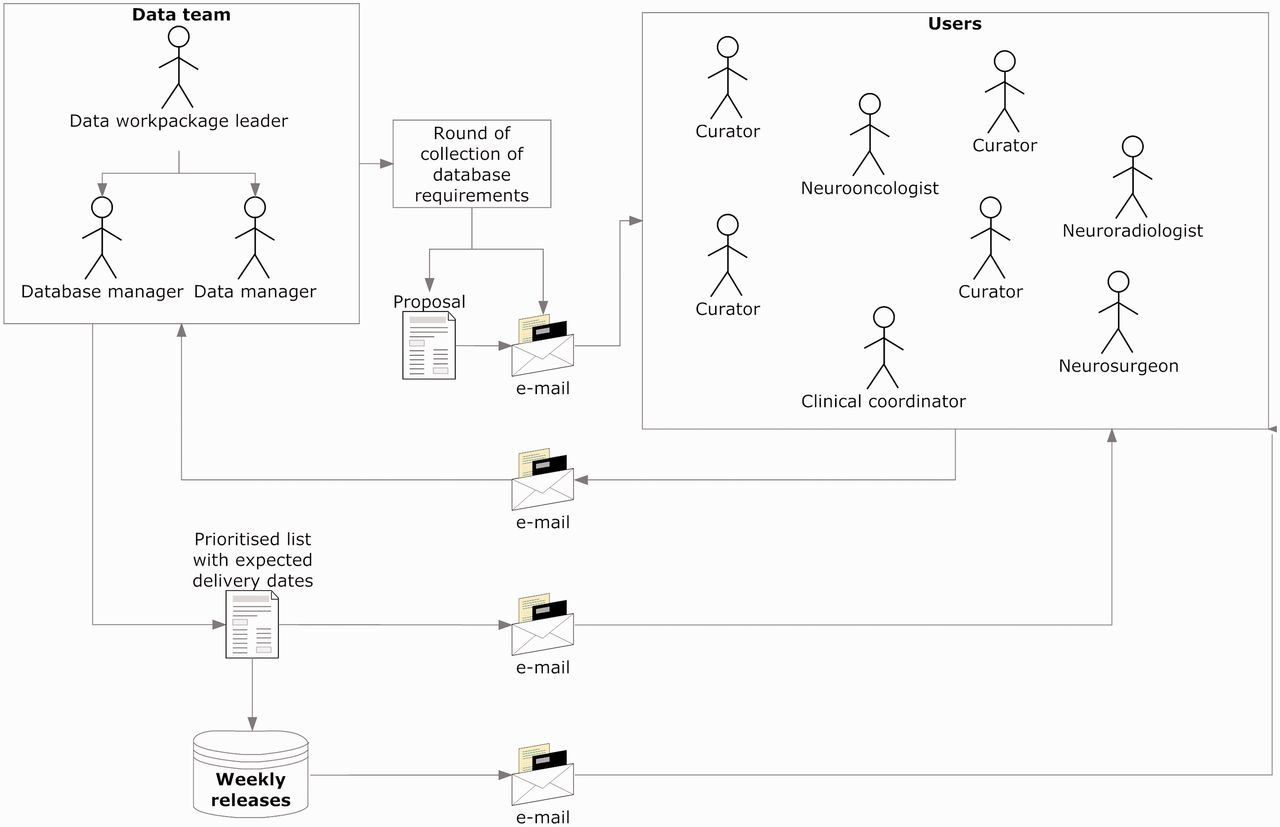 Data team
Data workpackage leader
Database manager
Data manager
Round of
collection of
database
requirements
Proposal
e-mail
Users
Curator
Neurooncologist
Curator
Neuroradiologist
Curator
Curator
Neurosurgeon
Clinical coordinator
e-mail
Prioritised list
with expected
delivery dates
e-mail
Weekly
releases
e-mail